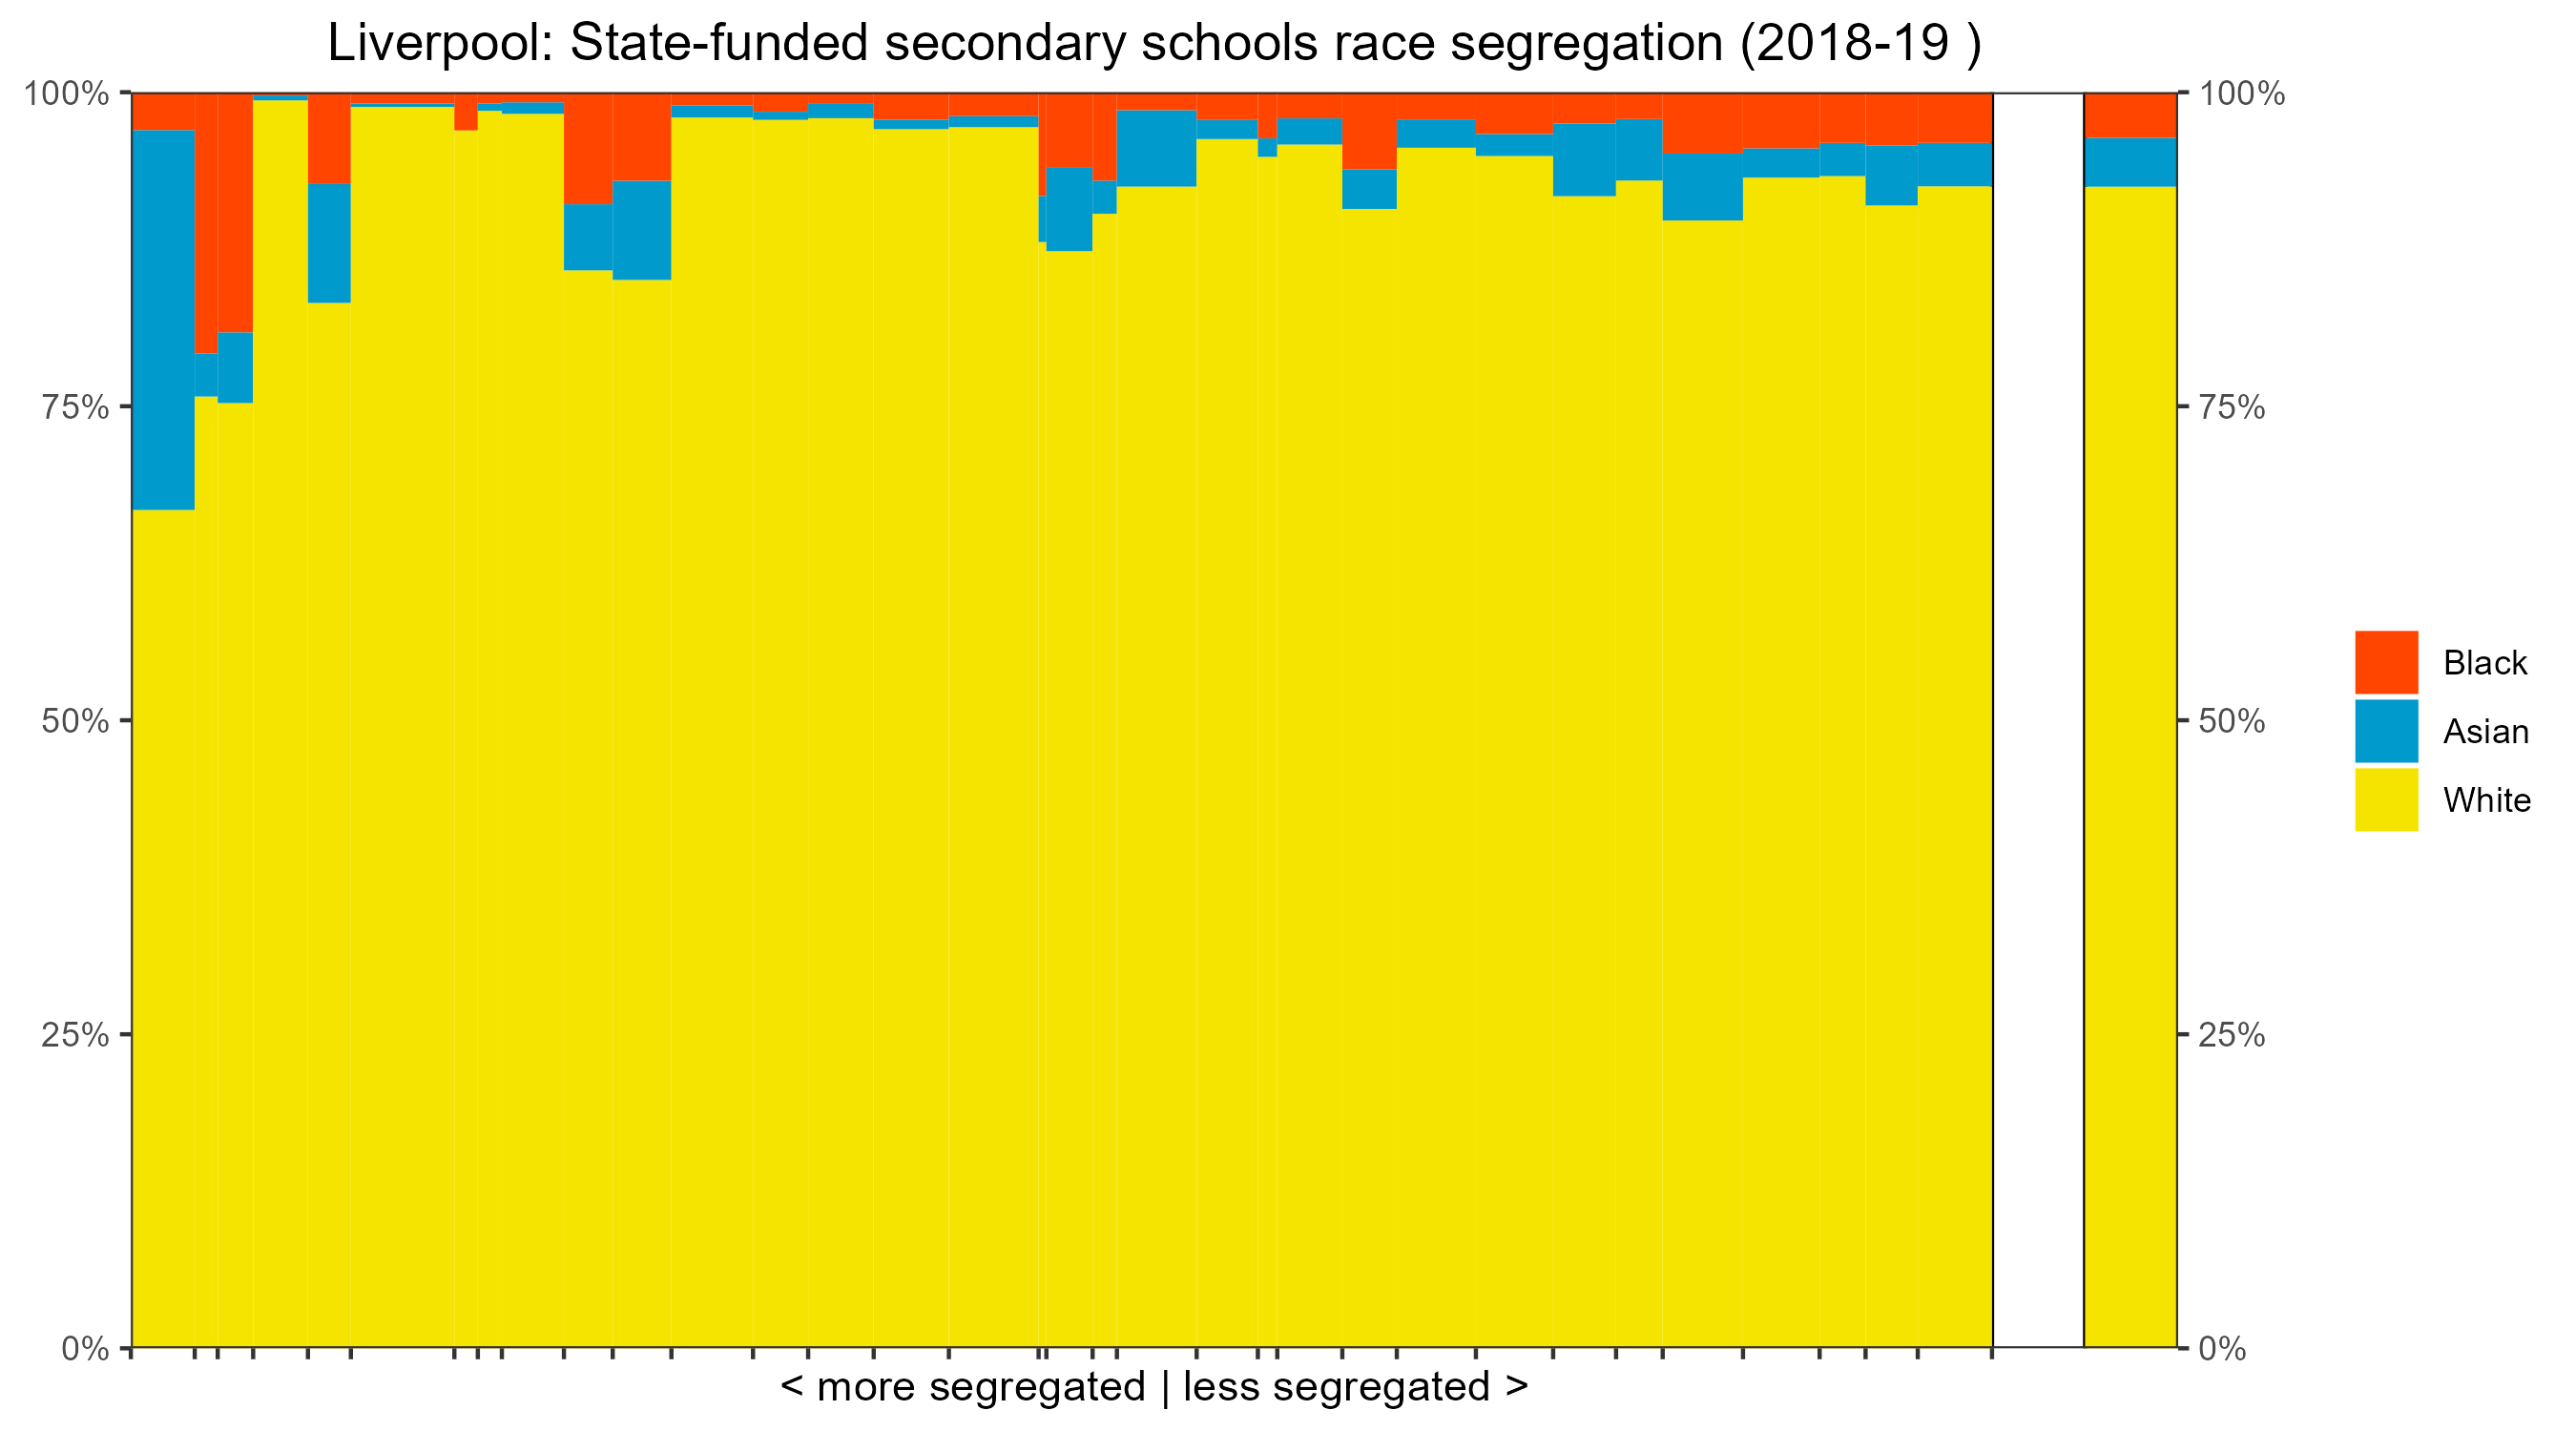 Liverpool: State-funded secondary schools race segregation (2018-19 )
100%
75%
50%
25%
0%
100%
75%
50%
25%
0%
Black
Asian
White
< more segregated | less segregated >